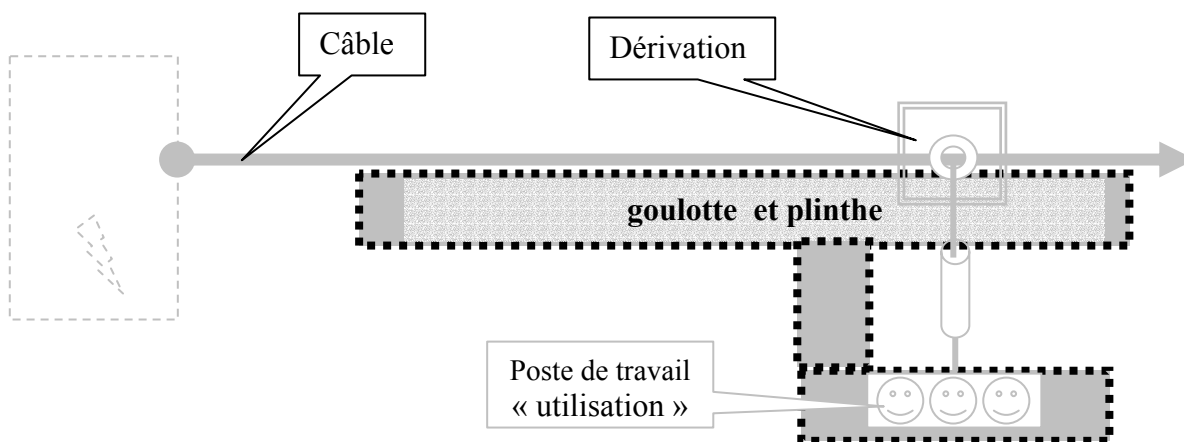 Câble
Dérivation
goulotte et plinthe
Poste de travail
« utilisation »